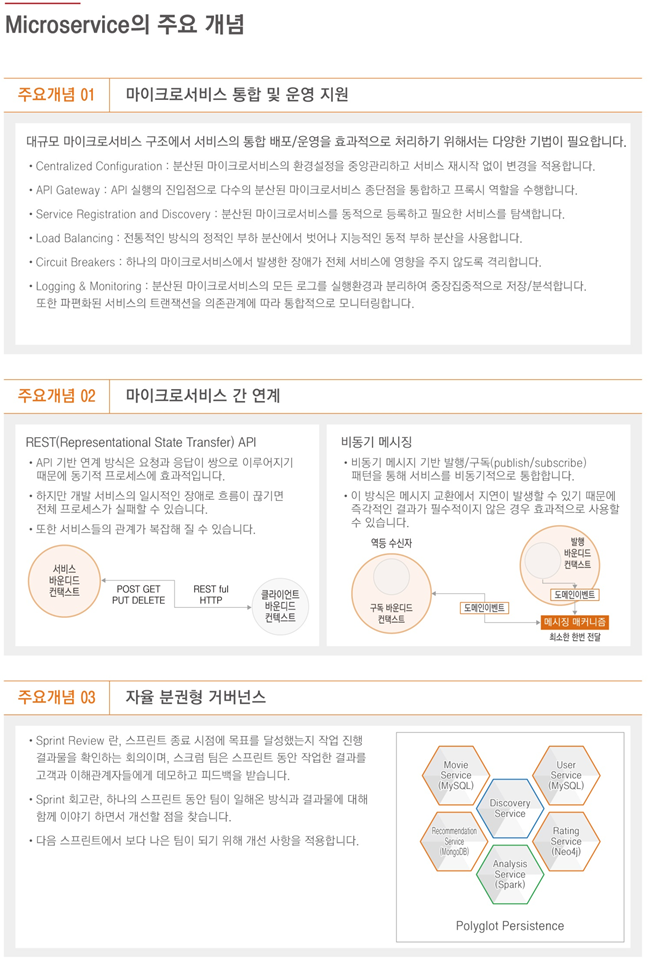 Microservice의 주요 개념
주요개념 01
마이크로서비스 통합 및 운영 지원
대규모 마이크로서비스 구조에서 서비스의 통합 배포/운영을 효과적으로 처리하기 위해서는 다양한 기법이 필요합니다.
• Centralized Configuration : 분산된 마이크로서비스의 환경설정을 중앙관리하고 서비스 재시작 없이 변경을 적용합니다.
• API Gateway : API 실행의 진입점으로 다수의 분산된 마이크로서비스 종단점을 통합하고 프록시 역할을 수행합니다.
• Service Registration and Discovery : 분산된 마이크로서비스를 동적으로 등록하고 필요한 서비스를 탐색합니다.
• Load Balancing : 전통적인 방식의 정적인 부하 분산에서 벗어나 지능적인 동적 부하 분산을 사용합니다.
• Circuit Breakers : 하나의 마이크로서비스에서 발생한 장애가 전체 서비스에 영향을 주지 않도록 격리합니다.
• Logging & Monitoring : 분산된 마이크로서비스의 모든 로그를 실행환경과 분리하여 중장집중적으로 저장/분석합니다.
또한 파편화된 서비스의 트랜잭션을 의존관계에 따라 통합적으로 모니터링합니다.
주요개념 02
마이크로서비스 간 연계
REST(Representational State Transfer) API
• API 기반 연계 방식은 요청과 응답이 쌍으로 이루어지기
때문에 동기적 프로세스에 효과적입니다.
• 하지만 개발 서비스의 일시적인 장애로 흐름이 끊기면
전체 프로세스가 실패할 수 있습니다.
• 또한 서비스들의 관계가 복잡해 질 수 있습니다.
서비스
바운디드
컨택스트
POST GET
PUT DELETE
REST ful
HTTP
클라이언트
바운디드
컨텍스트
비동기 메시징
• 비동기 메시지 기반 발행/구독(publish/subscribe)
패턴을 통해 서비스를 비동기적으로 통합합니다.
• 이 방식은 메시지 교환에서 지연이 발생할 수 있기 때문에
즉각적인 결과가 필수적이지 않은 경우 효과적으로 사용할
수 있습니다.
역등 수신자
구독 바운디드
컨택스트
도메인이벤트
발행
바운디드
컨택스트
도메인이벤트
메시징 매커니즘
최소한 한번 전달
주요개념 03
자율 분권형 거버넌스
• Sprint Review 란, 스프린트 종료 시점에 목표를 달성했는지 작업 진행
결과물을 확인하는 회의이며, 스크럼 팀은 스프린트 동안 작업한 결과를
고객과 이해관계자들에게 데모하고 피드백을 받습니다.
• Sprint 회고란, 하나의 스프린트 동안 팀이 일해온 방식과 결과물에 대해
함께 이야기 하면서 개선할 점을 찾습니다.
• 다음 스프린트에서 보다 나은 팀이 되기 위해 개선 사항을 적용합니다.
Movie
Service
(MySQL)
User
Service
(MySQL)
Discovery
Service
Recommendation
Service
(MongoDB)
Rating
Service
(Neo4j)
Analysis
Service
(Spark)
Polyglot Persistence